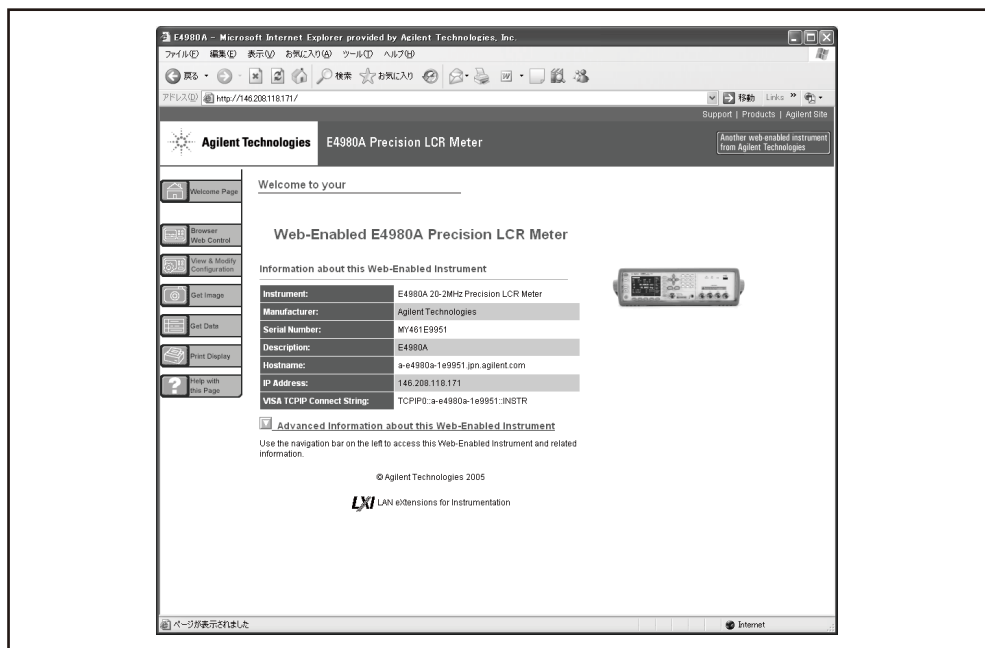 E4980A - Microsoft Internet Explorer provided by Agilent Technologies, Inc.
ファイル(F) 編集(E) 表示(V) お気に入り(A) ツール(T) ヘルプ(H)
戻る 検索 お気に入り
アドレス(D) http://146.208.118.171/ 移動 Links »
Support | Products | Agilent Site
Agilent Technologies E4980A Precision LCR Meter
Another web-enabled instrument
from Agilent Technologies
Welcome Page
Browser
Web Control
View & Modify
Configuration
Get Image
Get Data
Print Display
Help with
this Page
Welcome to your
Web-Enabled E4980A Precision LCR Meter
Information about this Web-Enabled Instrument
Instrument: E4980A 20-2MHz Precision LCR Meter
Manufacturer: Agilent Technologies
Serial Number: MY461E9951
Description: E4980A
Hostname: a-e4980a-1e9951.jpn.agilent.com
IP Address: 146.208.118.171
VISA TCPIP Connect String: TCPIP0::a-e4980a-1e9951::INSTR
Advanced Information about this Web-Enabled Instrument
Use the navigation bar on the left to access this Web-Enabled Instrument and related
information.
© Agilent Technologies 2005
LXI LAN eXtensions for Instrumentation
ページが表示されました Internet